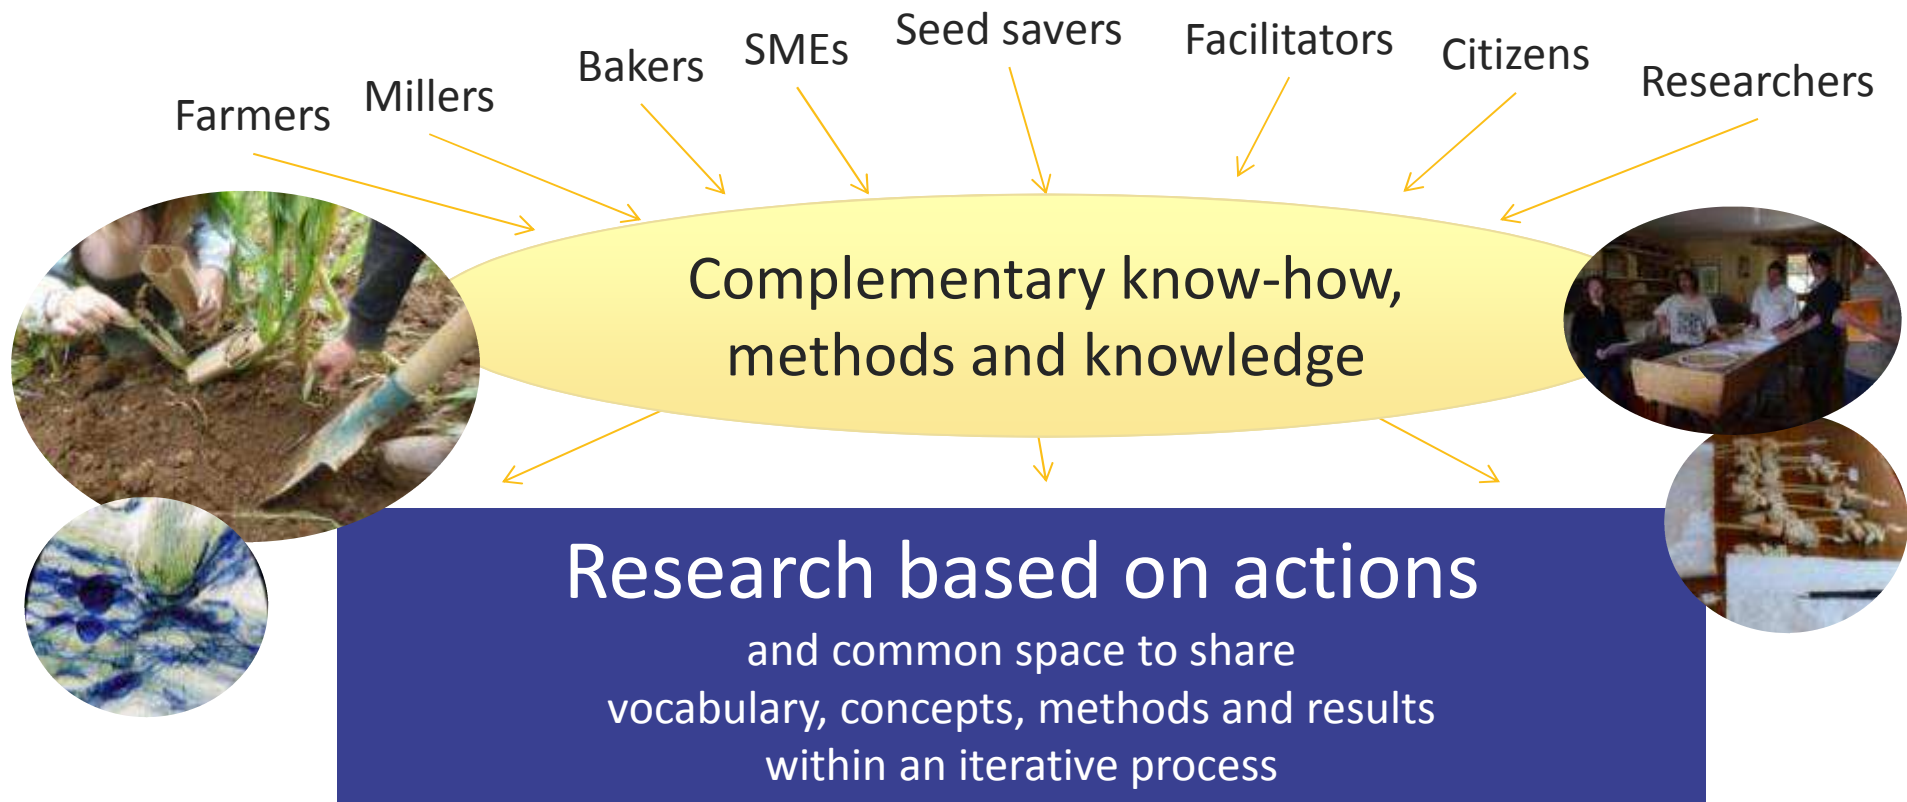 Farmers
Millers
Bakers
SMEs
Seed savers
Facilitators
Citizens
Researchers
Complementary know-how,
methods and knowledge
Research based on actions
and common space to share
vocabulary, concepts, methods and results
within an iterative process